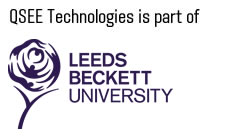 QSEE Technologies is part of
LEEDS
BECKETT
UNIVERSITY